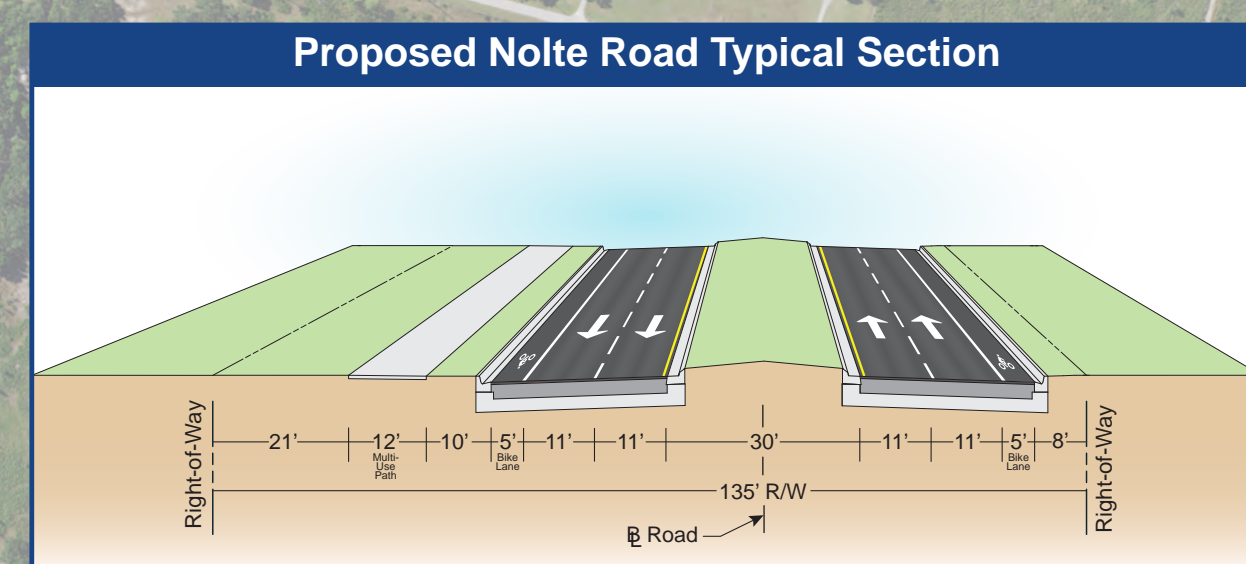 Proposed Nolte Road Typical Section
Right-of-Way
21'
12'
Multi-
Use
Path
10'
5'
Bike
Lane
11'
11'
30'
11'
11'
5'
Bike
Lane
8'
Right-of-Way
135' R/W
BL Road